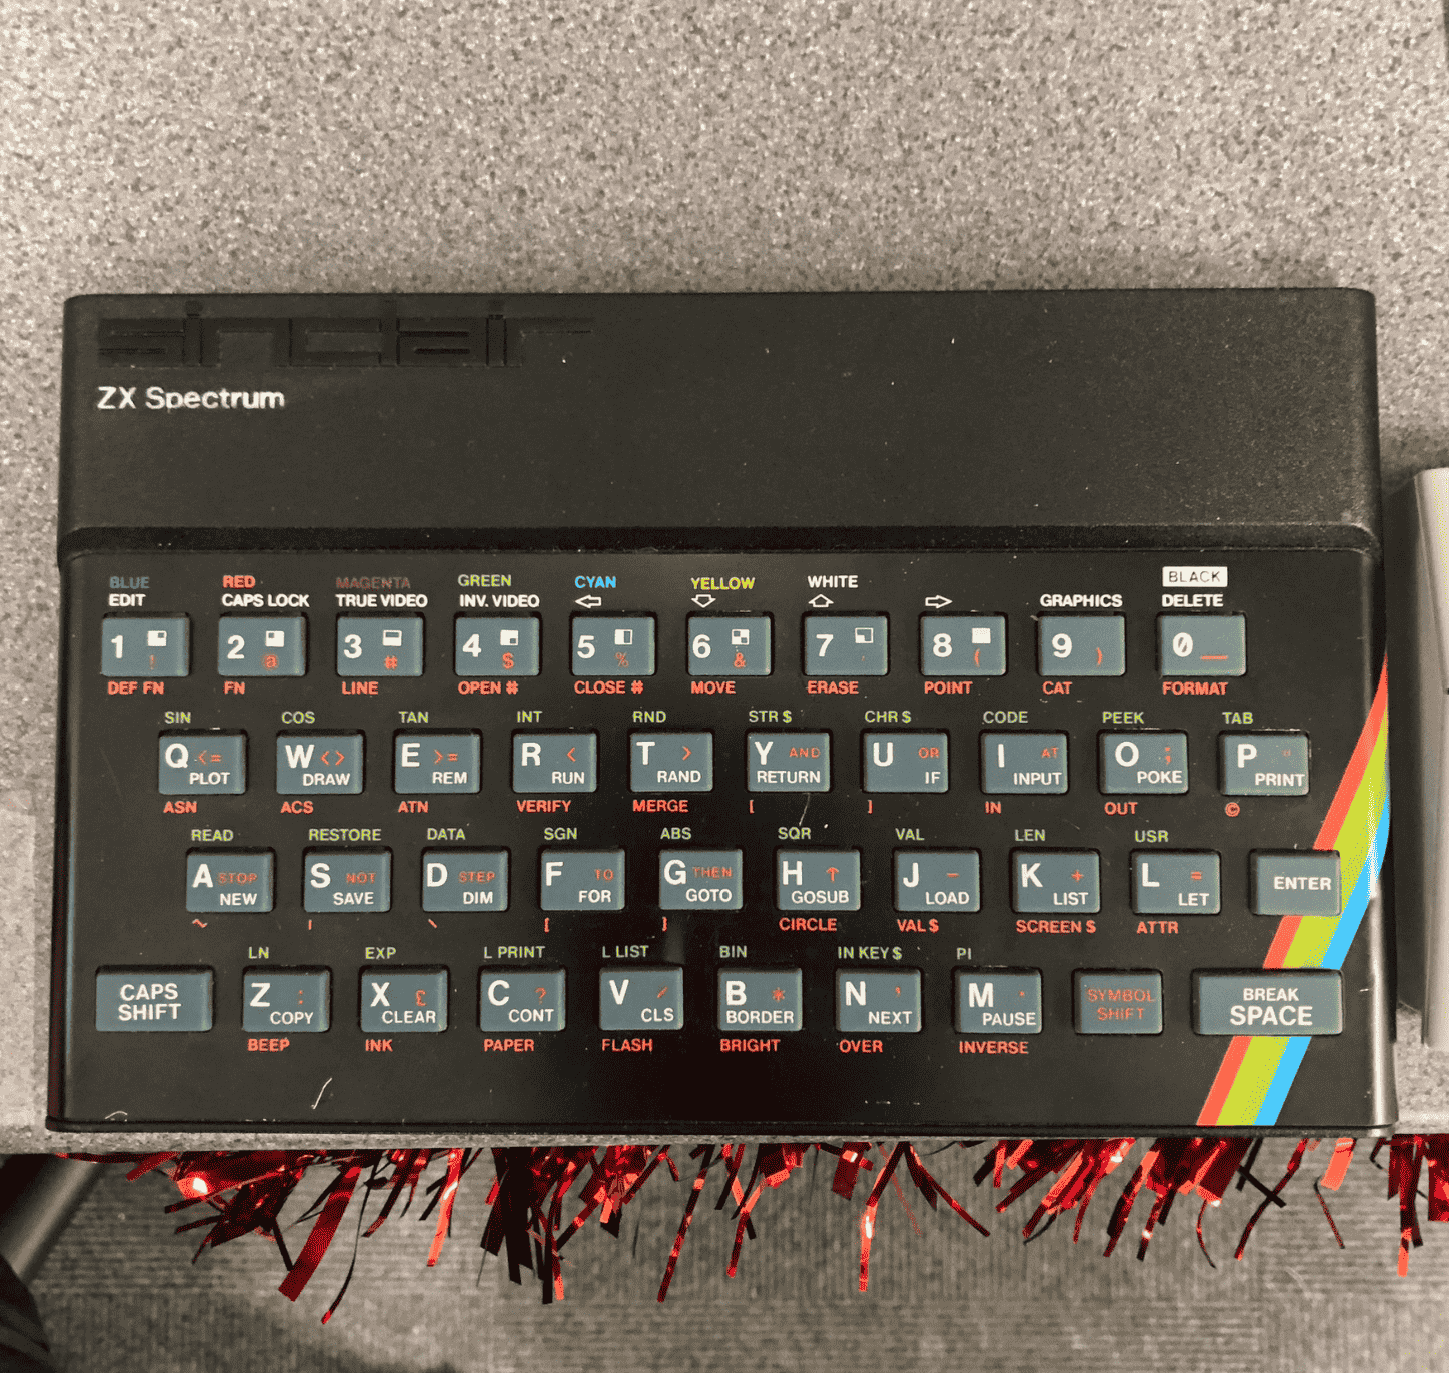 sinclair
ZX Spectrum
BLUE RED MAGENTA GREEN CYAN YELLOW WHITE BLACK
EDIT CAPS LOCK TRUE VIDEO INV. VIDEO ⇦ ⇩ ⇧ ⇨ GRAPHICS DELETE
1 ! 2 @ 3 # 4 $ 5 % 6 & 7 ' 8 ( 9 ) 0 _
DEF FN FN LINE OPEN # CLOSE # MOVE ERASE POINT CAT FORMAT
SIN COS TAN INT RND STR $ CHR $ CODE PEEK TAB
Q <= W <> E >= R < T > Y AND U OR I AT O ; P "
PLOT DRAW REM RUN RAND RETURN IF INPUT POKE PRINT
ASN ACS ATN VERIFY MERGE [ ] IN OUT ©
READ RESTORE DATA SGN ABS SQR VAL LEN USR
A STOP S NOT D STEP F TO G THEN H ↑ J − K + L = ENTER
NEW SAVE DIM FOR GOTO GOSUB LOAD LIST LET
~ | \ { } CIRCLE VAL $ SCREEN $ ATTR
LN EXP L PRINT L LIST BIN IN KEY $ PI
CAPS Z : X £ C ? V / B * N , M . SYMBOL BREAK
SHIFT COPY CLEAR CONT CLS BORDER NEXT PAUSE SHIFT SPACE
BEEP INK PAPER FLASH BRIGHT OVER INVERSE